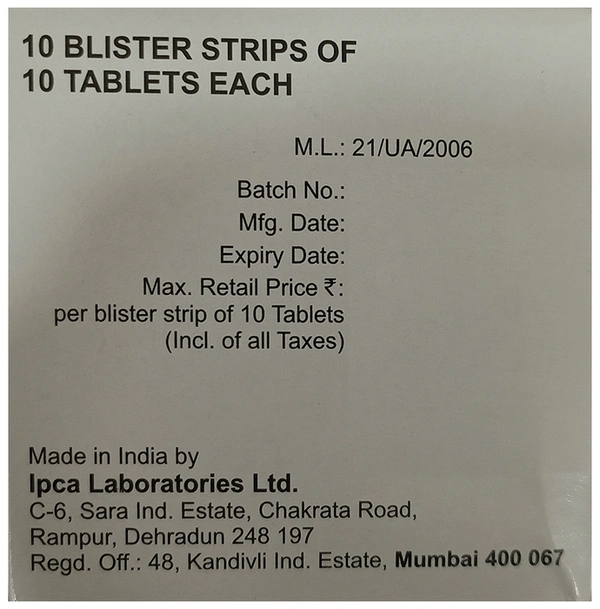 10 BLISTER STRIPS OF
10 TABLETS EACH
M.L.: 21/UA/2006
Batch No.:
Mfg. Date:
Expiry Date:
Max. Retail Price ₹:
per blister strip of 10 Tablets
(Incl. of all Taxes)
Made in India by
Ipca Laboratories Ltd.
C-6, Sara Ind. Estate, Chakrata Road,
Rampur, Dehradun 248 197
Regd. Off.: 48, Kandivli Ind. Estate, Mumbai 400 067